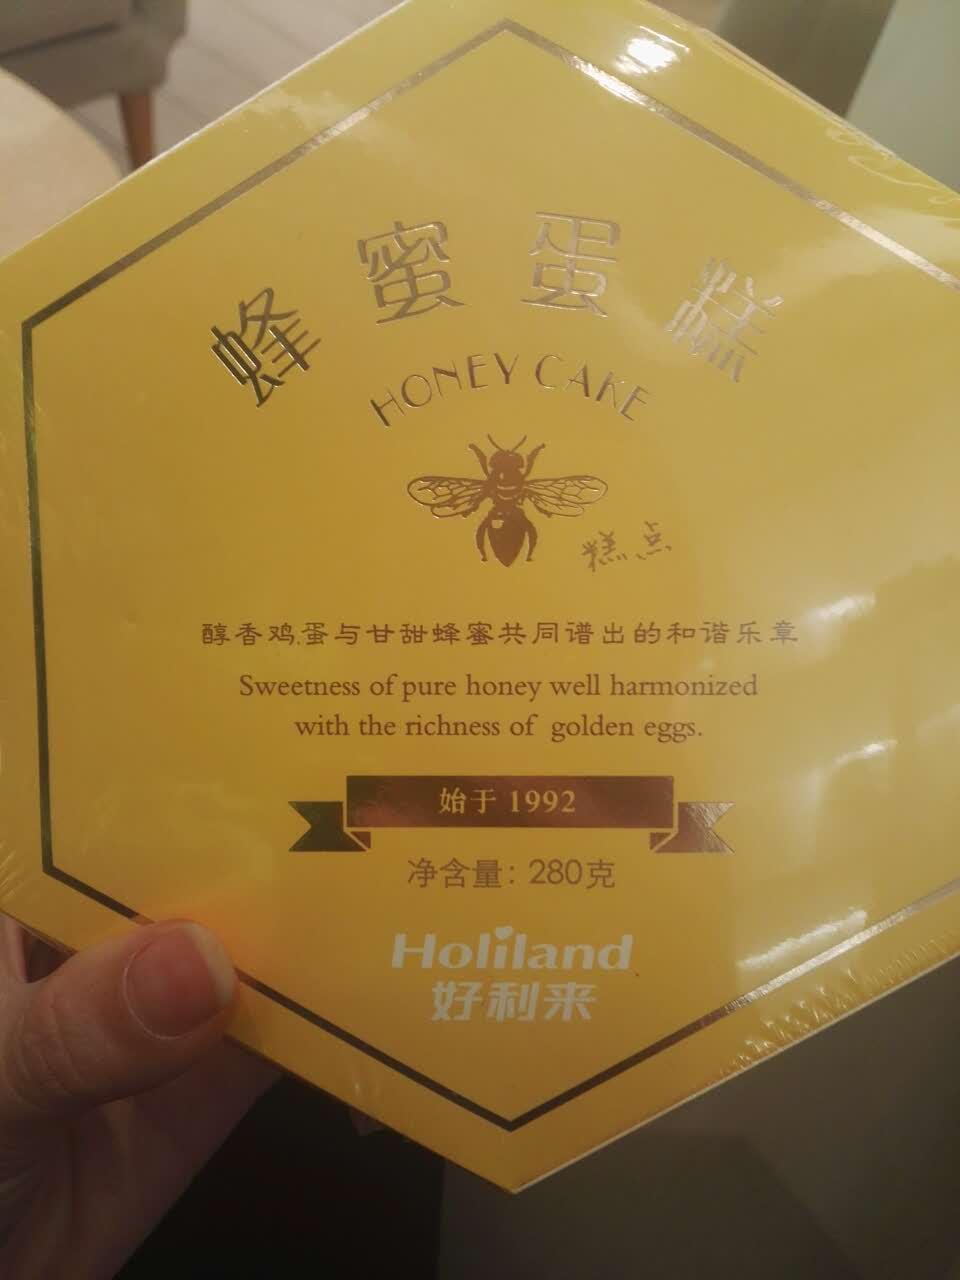 蜂蜜蛋糕
HONEY CAKE
糕点
醇香鸡蛋与甘甜蜂蜜共同谱出的和谐乐章
Sweetness of pure honey well harmonized
with the richness of golden eggs.
始于 1992
净含量：280克
Holiland
好利来